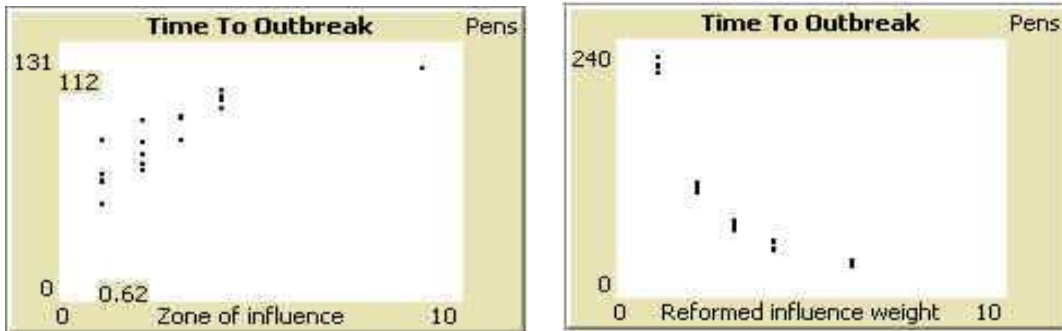 Time To Outbreak Pens
131
112
0
0.62
0 Zone of influence 10
Time To Outbreak Pens
240
0
0 Reformed influence weight 10